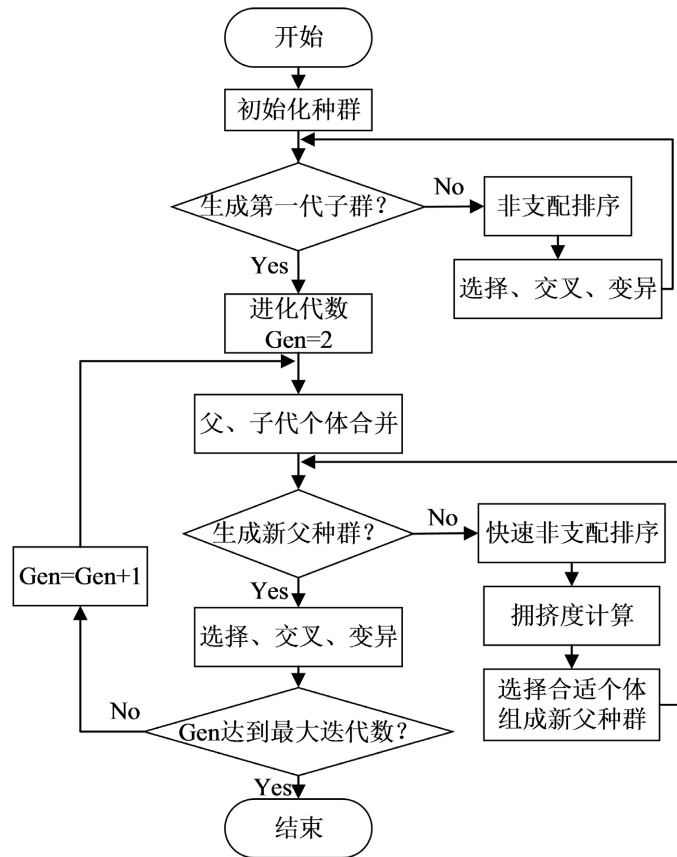 开始
初始化种群
生成第一代子群？
No
非支配排序
选择、交叉、变异
Yes
进化代数
Gen=2
父、子代个体合并
生成新父种群？
No
快速非支配排序
Gen=Gen+1
Yes
拥挤度计算
选择、交叉、变异
选择合适个体
组成新父种群
No
Gen达到最大迭代数？
Yes
结束